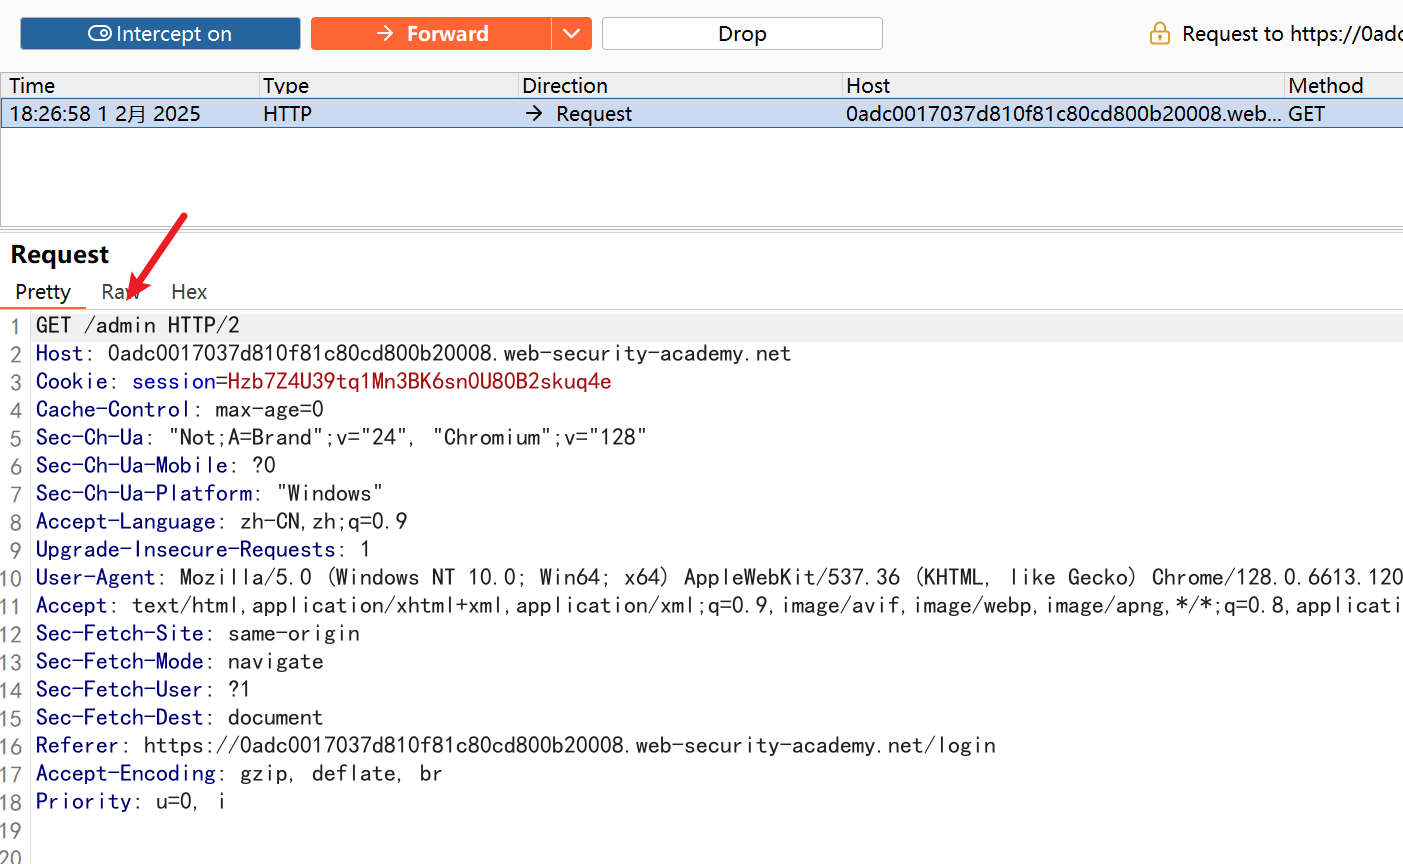 Intercept on Forward Drop Request to https://0adc
Time Type Direction Host Method
18:26:58 1 2月 2025 HTTP → Request 0adc0017037d810f81c80cd800b20008.web... GET
Request
Pretty Raw Hex
1 GET /admin HTTP/2
2 Host: 0adc0017037d810f81c80cd800b20008.web-security-academy.net
3 Cookie: session=Hzb7Z4U39tq1Mn3BK6sn0U80B2skuq4e
4 Cache-Control: max-age=0
5 Sec-Ch-Ua: "Not;A=Brand";v="24", "Chromium";v="128"
6 Sec-Ch-Ua-Mobile: ?0
7 Sec-Ch-Ua-Platform: "Windows"
8 Accept-Language: zh-CN,zh;q=0.9
9 Upgrade-Insecure-Requests: 1
10 User-Agent: Mozilla/5.0 (Windows NT 10.0; Win64; x64) AppleWebKit/537.36 (KHTML, like Gecko) Chrome/128.0.6613.120
11 Accept: text/html,application/xhtml+xml,application/xml;q=0.9,image/avif,image/webp,image/apng,*/*;q=0.8,applicati
12 Sec-Fetch-Site: same-origin
13 Sec-Fetch-Mode: navigate
14 Sec-Fetch-User: ?1
15 Sec-Fetch-Dest: document
16 Referer: https://0adc0017037d810f81c80cd800b20008.web-security-academy.net/login
17 Accept-Encoding: gzip, deflate, br
18 Priority: u=0, i
19
20